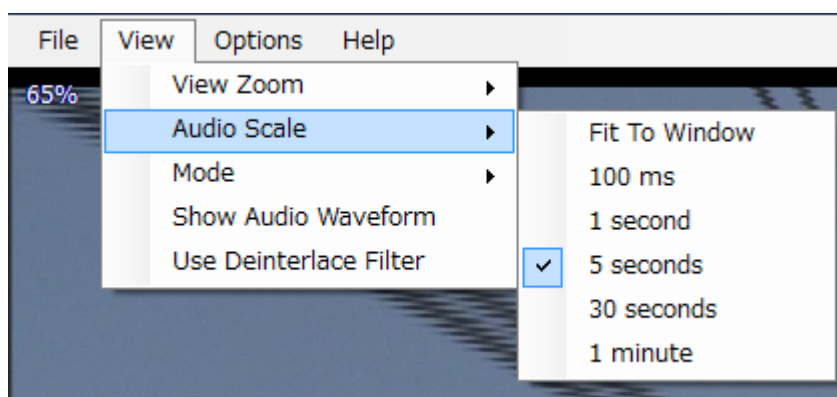 File View Options Help
65%
View Zoom
Audio Scale
Mode
Show Audio Waveform
Use Deinterlace Filter
Fit To Window
100 ms
1 second
5 seconds
30 seconds
1 minute